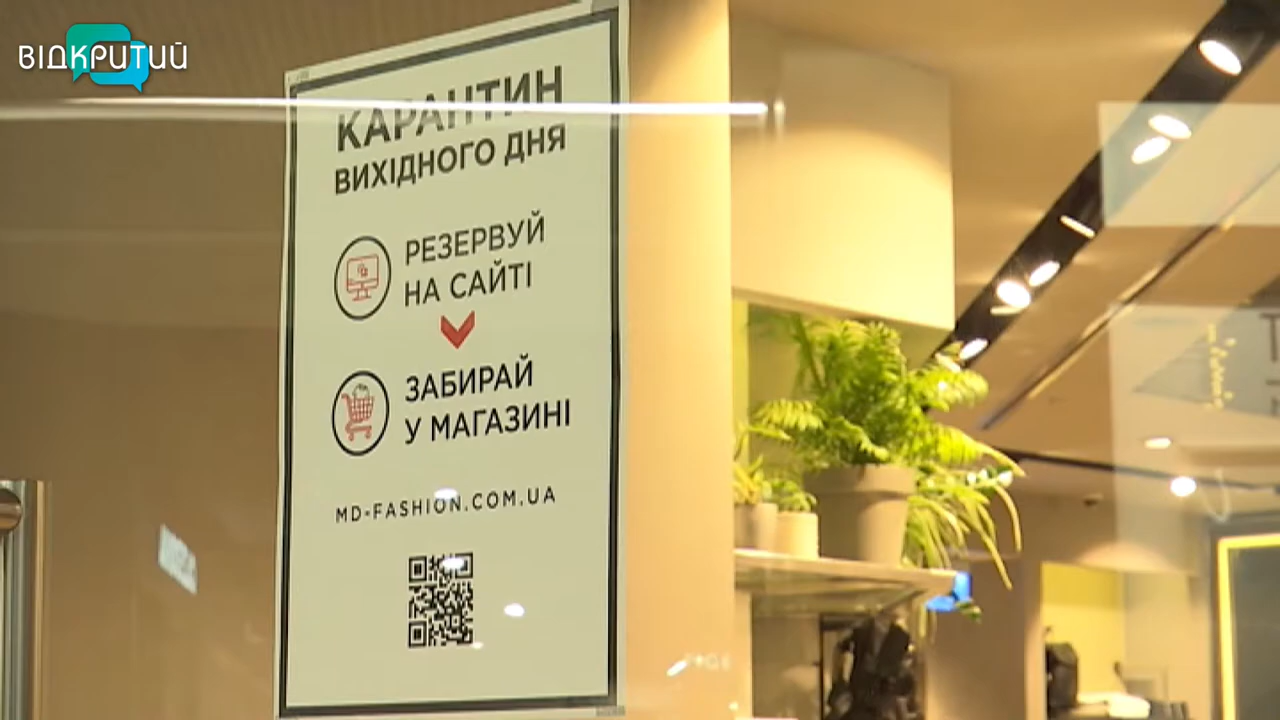 ВІДКРИТИЙ
КАРАНТИН
ВИХІДНОГО ДНЯ
РЕЗЕРВУЙ
НА САЙТІ
ЗАБИРАЙ
У МАГАЗИНІ
MD-FASHION.COM.UA